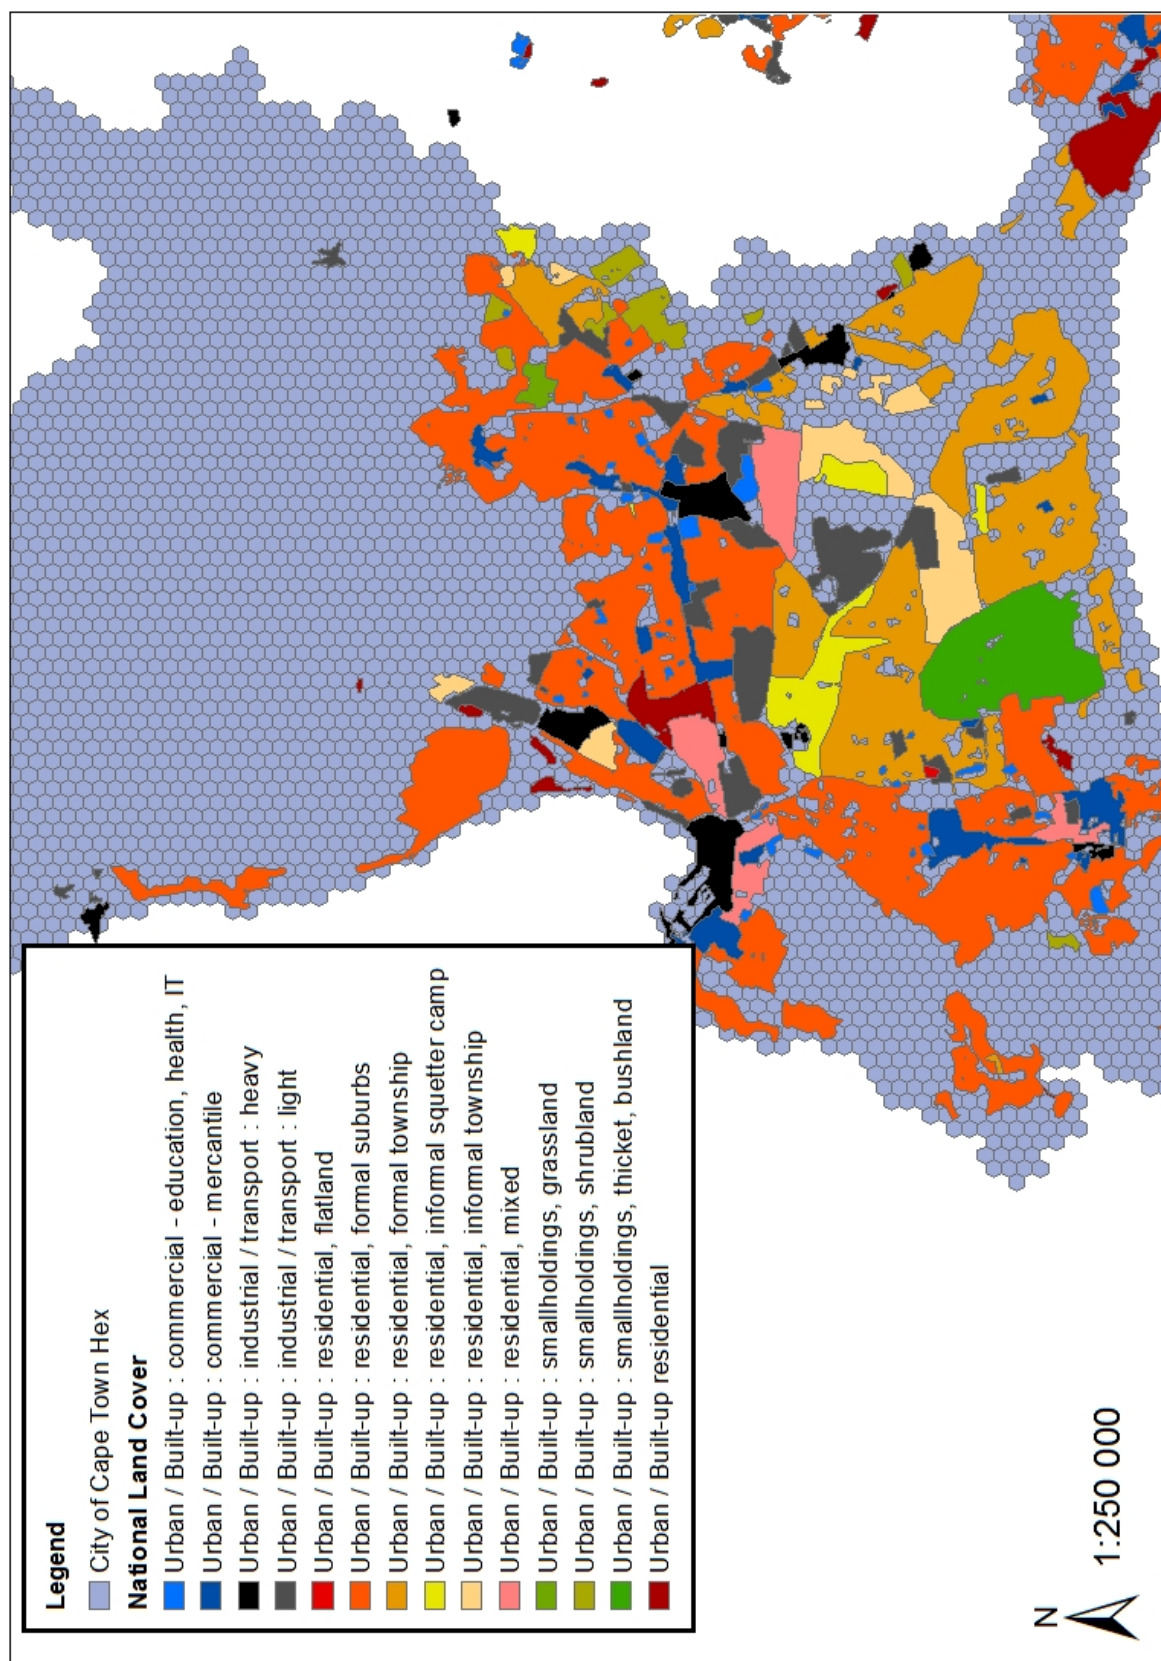 Legend
City of Cape Town Hex
National Land Cover
Urban / Built-up : commercial - education, health, IT
Urban / Built-up : commercial - mercantile
Urban / Built-up : industrial / transport : heavy
Urban / Built-up : industrial / transport : light
Urban / Built-up : residential, flatland
Urban / Built-up : residential, formal suburbs
Urban / Built-up : residential, formal township
Urban / Built-up : residential, informal squetter camp
Urban / Built-up : residential, informal township
Urban / Built-up : residential, mixed
Urban / Built-up : smallholdings, grassland
Urban / Built-up : smallholdings, shrubland
Urban / Built-up : smallholdings, thicket, bushland
Urban / Built-up residential
N
1:250 000